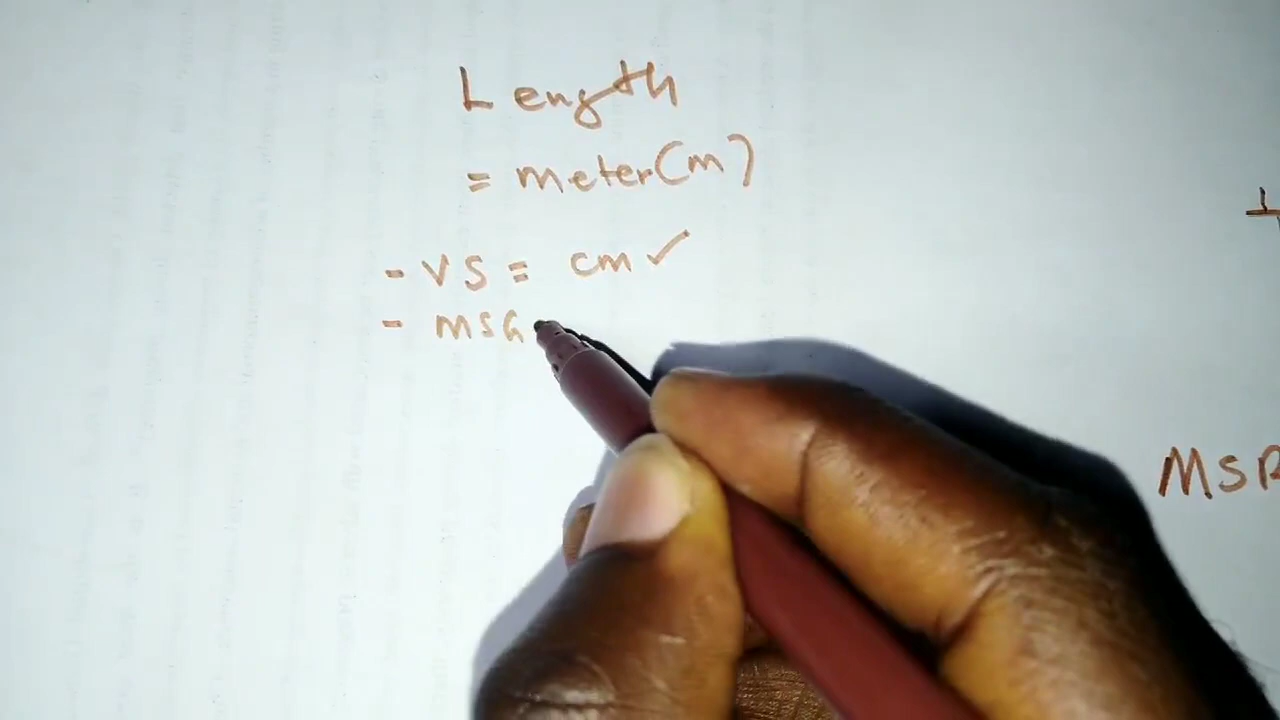 Length
= meter(m)
- VS = cm ✓
- MSG
MSR